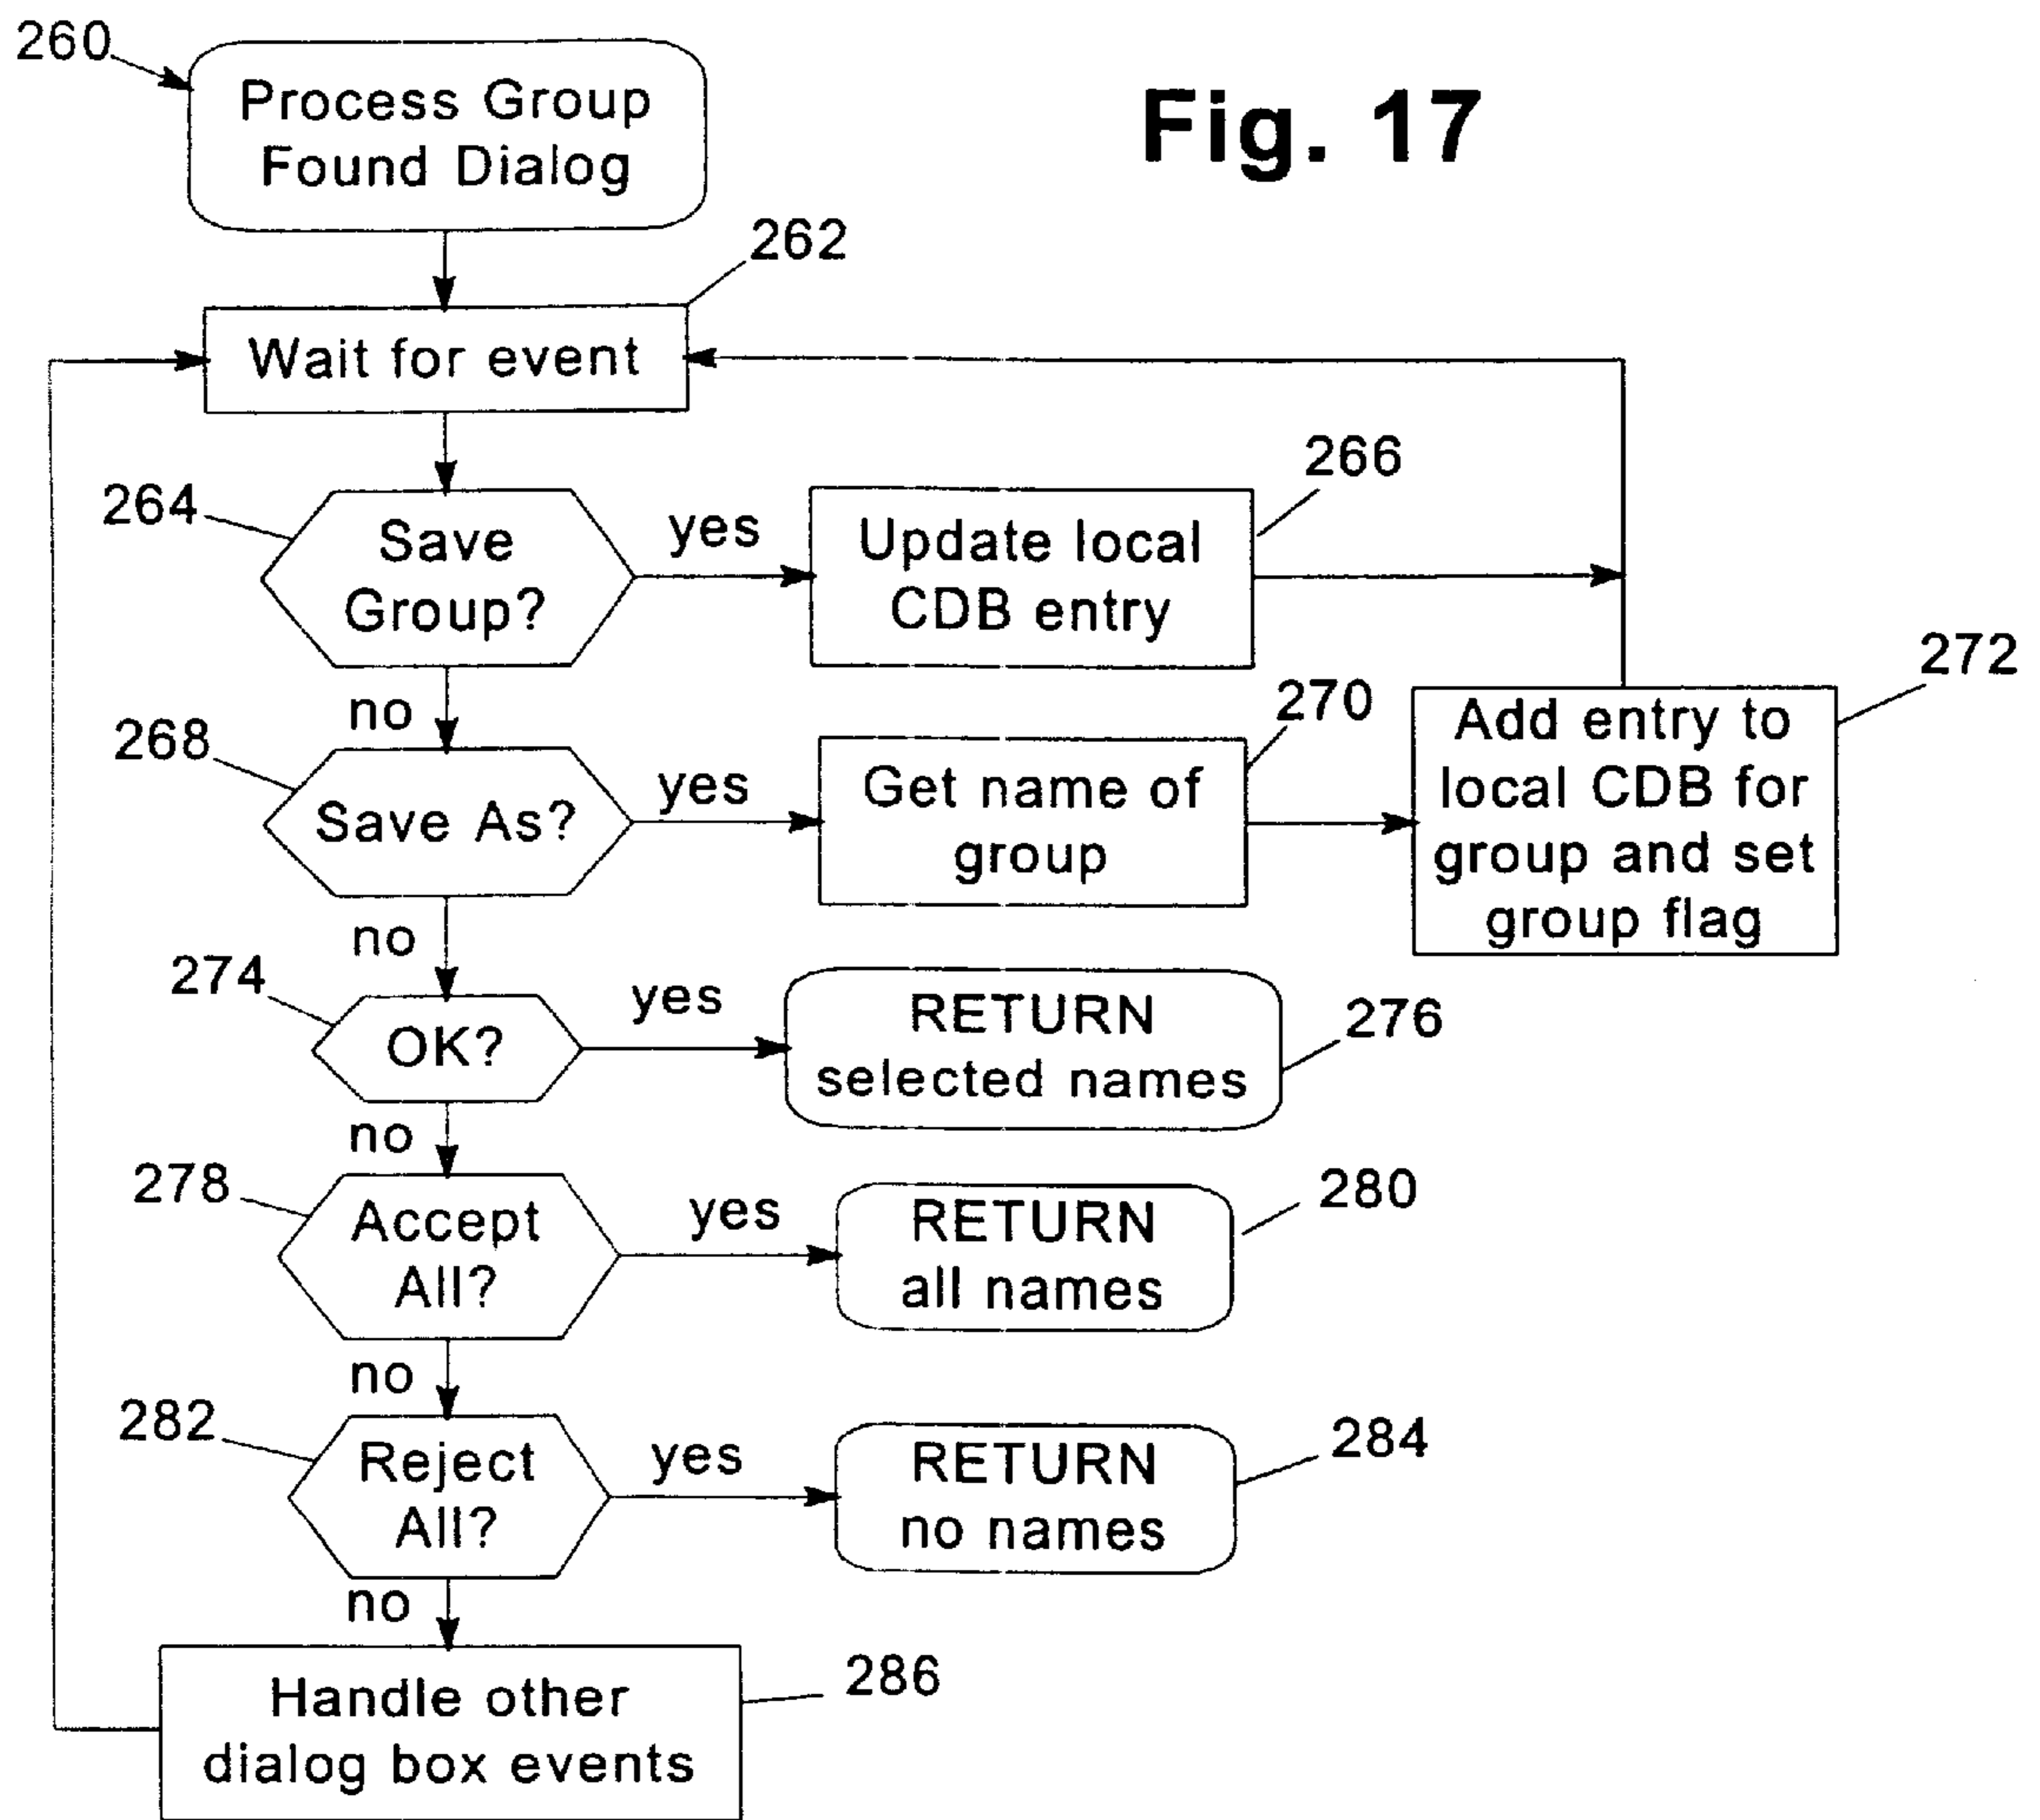 260
Process Group
Found Dialog
Fig. 17
262
Wait for event
264
Save
Group?
yes
266
Update local
CDB entry
no
268
Save As?
yes
270
Get name of
group
272
Add entry to
local CDB for
group and set
group flag
no
274
OK?
yes
RETURN
selected names
276
no
278
Accept
All?
yes
RETURN
all names
280
no
282
Reject
All?
yes
RETURN
no names
284
no
Handle other
dialog box events
286